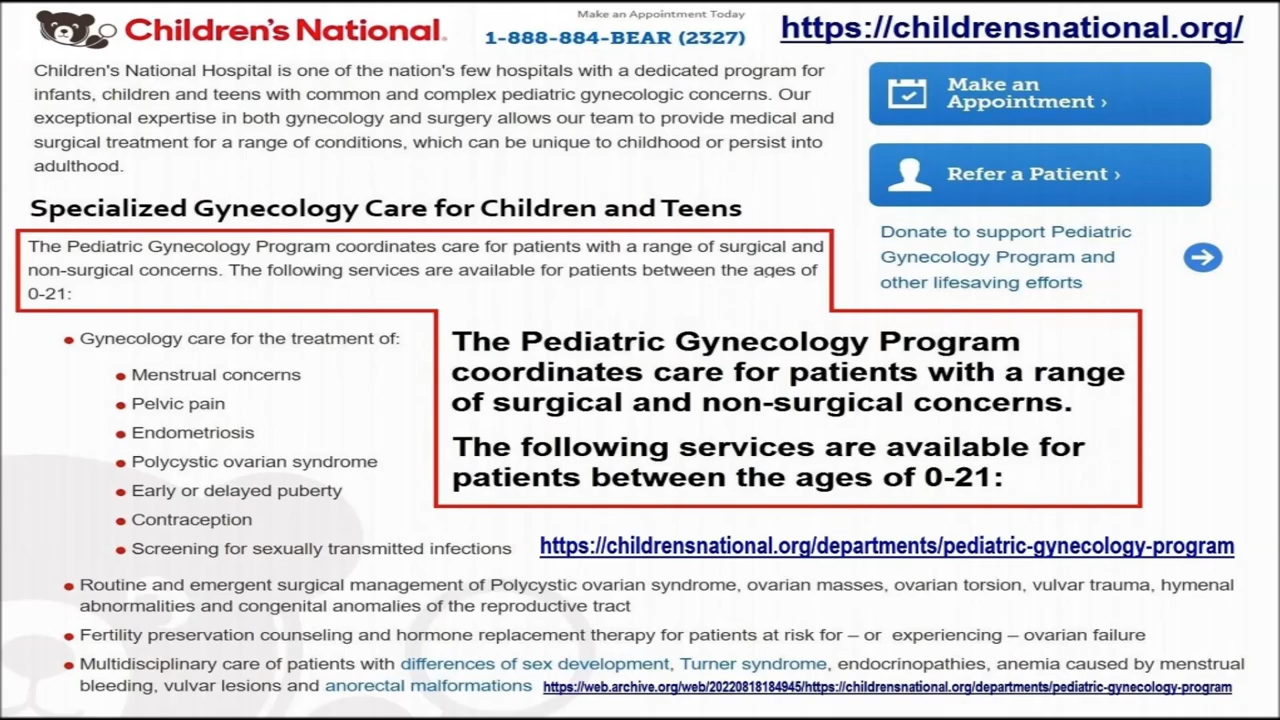 Children's National
Make an Appointment Today
1-888-884-BEAR (2327)
https://childrensnational.org/
Children's National Hospital is one of the nation's few hospitals with a dedicated program for
infants, children and teens with common and complex pediatric gynecologic concerns. Our
exceptional expertise in both gynecology and surgery allows our team to provide medical and
surgical treatment for a range of conditions, which can be unique to childhood or persist into
adulthood.
Make an
Appointment ›
Refer a Patient ›
Donate to support Pediatric
Gynecology Program and
other lifesaving efforts
Specialized Gynecology Care for Children and Teens
The Pediatric Gynecology Program coordinates care for patients with a range of surgical and
non-surgical concerns. The following services are available for patients between the ages of
0-21:
The Pediatric Gynecology Program
coordinates care for patients with a range
of surgical and non-surgical concerns.
The following services are available for
patients between the ages of 0-21:
• Gynecology care for the treatment of:
• Menstrual concerns
• Pelvic pain
• Endometriosis
• Polycystic ovarian syndrome
• Early or delayed puberty
• Contraception
• Screening for sexually transmitted infections
https://childrensnational.org/departments/pediatric-gynecology-program
• Routine and emergent surgical management of Polycystic ovarian syndrome, ovarian masses, ovarian torsion, vulvar trauma, hymenal
abnormalities and congenital anomalies of the reproductive tract
• Fertility preservation counseling and hormone replacement therapy for patients at risk for – or experiencing – ovarian failure
• Multidisciplinary care of patients with differences of sex development, Turner syndrome, endocrinopathies, anemia caused by menstrual
bleeding, vulvar lesions and anorectal malformations
https://web.archive.org/web/20220818184945/https://childrensnational.org/departments/pediatric-gynecology-program